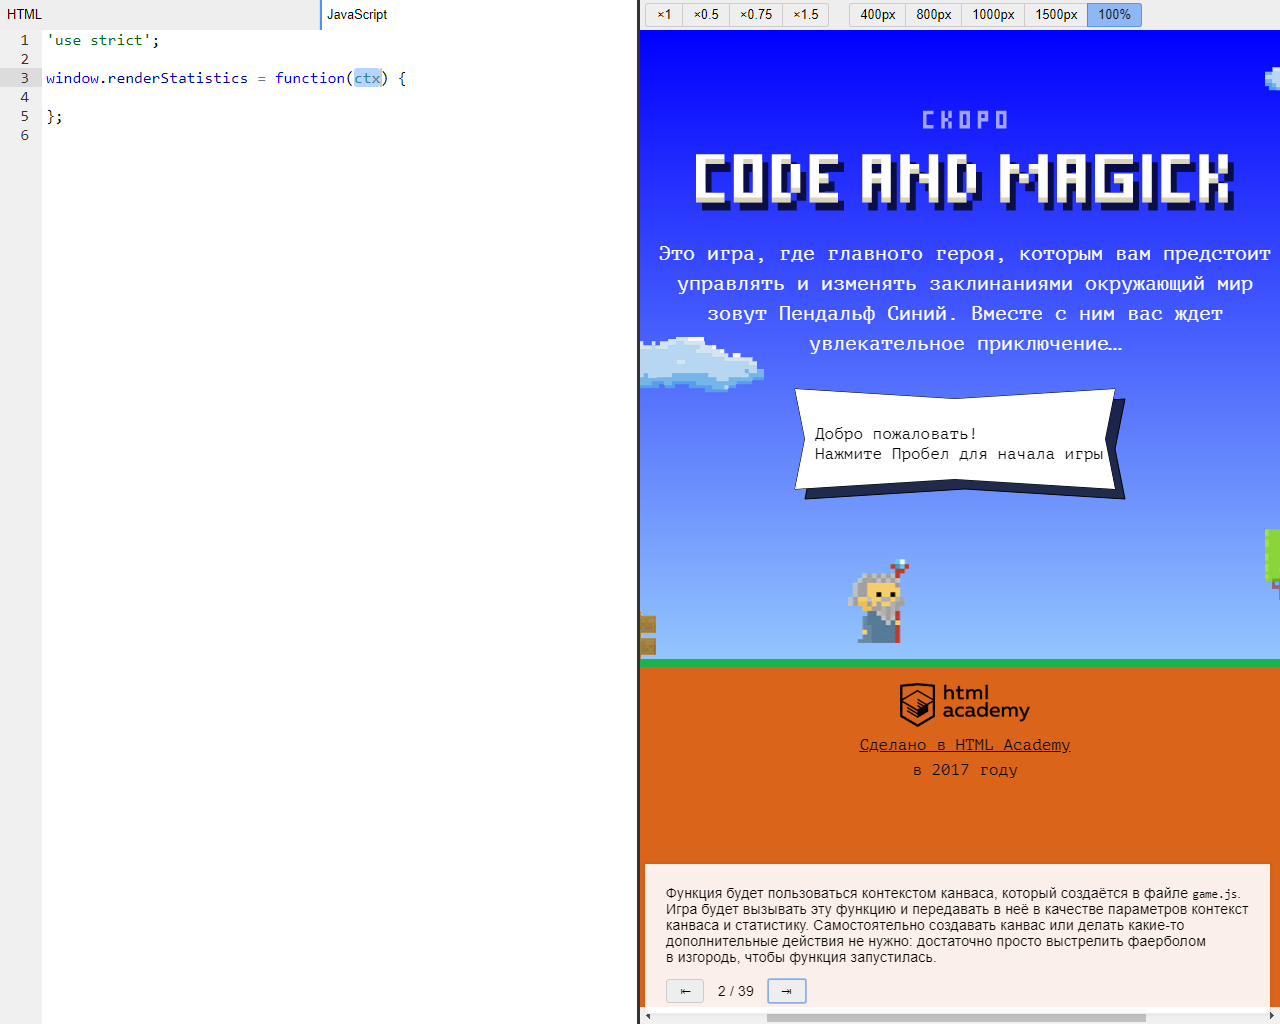 HTML
JavaScript
1 'use strict';
2
3 window.renderStatistics = function(ctx) {
4
5 };
6
×1 ×0.5 ×0.75 ×1.5 400px 800px 1000px 1500px 100%
СКОРО
CODE AND MAGICK
Это игра, где главного героя, которым вам предстоит
управлять и изменять заклинаниями окружающий мир
зовут Пендальф Синий. Вместе с ним вас ждет
увлекательное приключение…
Добро пожаловать!
Нажмите Пробел для начала игры
html
academy
Сделано в HTML Academy
в 2017 году
Функция будет пользоваться контекстом канваса, который создаётся в файле game.js.
Игра будет вызывать эту функцию и передавать в неё в качестве параметров контекст
канваса и статистику. Самостоятельно создавать канвас или делать какие-то
дополнительные действия не нужно: достаточно просто выстрелить фаерболом
в изгородь, чтобы функция запустилась.
⇤ 2 / 39 ⇥